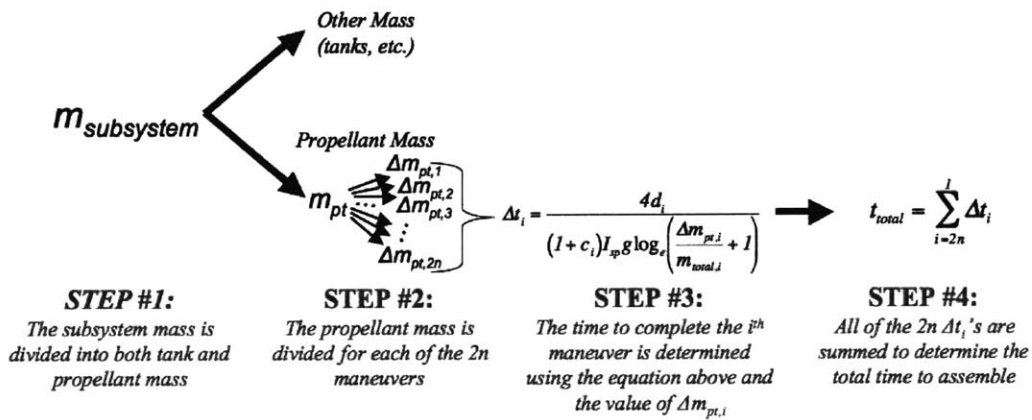 Other Mass
(tanks, etc.)
m_subsystem
Propellant Mass
m_pt
Δm_pt,1
Δm_pt,2
Δm_pt,3
Δm_pt,2n
Δt_i = 4d_i / ((1+c_i)I_sp g log_e(Δm_pt,i / m_total,i + 1))
t_total = Σ_{i=2n}^{1} Δt_i
STEP #1:
The subsystem mass is
divided into both tank and
propellant mass
STEP #2:
The propellant mass is
divided for each of the 2n
maneuvers
STEP #3:
The time to complete the i^th
maneuver is determined
using the equation above and
the value of Δm_pt,i
STEP #4:
All of the 2n Δt_i's are
summed to determine the
total time to assemble